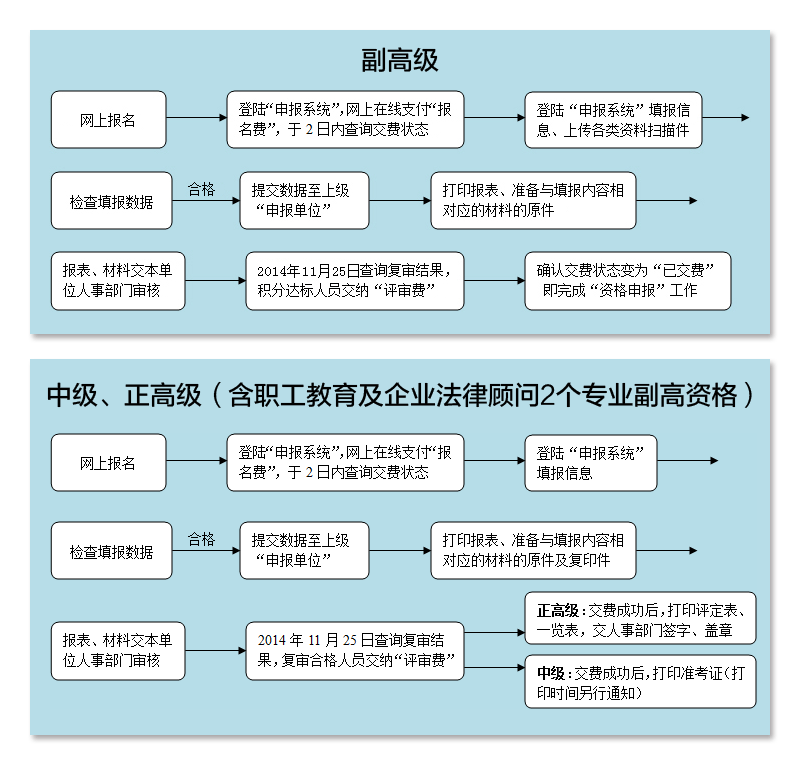 副高级
网上报名
登陆“申报系统”,网上在线支付“报
名费”，于 2 日内查询交费状态
登陆“申报系统”填报信
息、上传各类资料扫描件
检查填报数据
合格
提交数据至上级
“申报单位”
打印报表、准备与填报内容相
对应的材料的原件
报表、材料交本单
位人事部门审核
2014年11月25日查询复审结果，
积分达标人员交纳“评审费”
确认交费状态变为“已交费”
即完成“资格申报”工作
中级、正高级（含职工教育及企业法律顾问2个专业副高资格）
网上报名
登陆“申报系统”,网上在线支付“报
名费”，于 2 日内查询交费状态
登陆“申报系统”
填报信息
检查填报数据
合格
提交数据至上级
“申报单位”
打印报表、准备与填报内容相
对应的材料的原件及复印件
报表、材料交本单
位人事部门审核
2014 年 11 月 25 日查询复审结
果，复审合格人员交纳“评审费”
正高级：交费成功后，打印评定表、
一览表，交人事部门签字、盖章
中级：交费成功后，打印准考证（打
印时间另行通知）